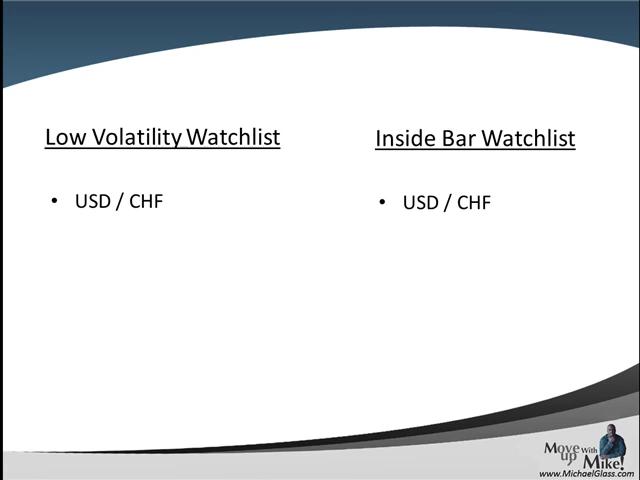 Low Volatility Watchlist
• USD / CHF
Inside Bar Watchlist
• USD / CHF
Move up With Mike!
www.MichaelGlass.com